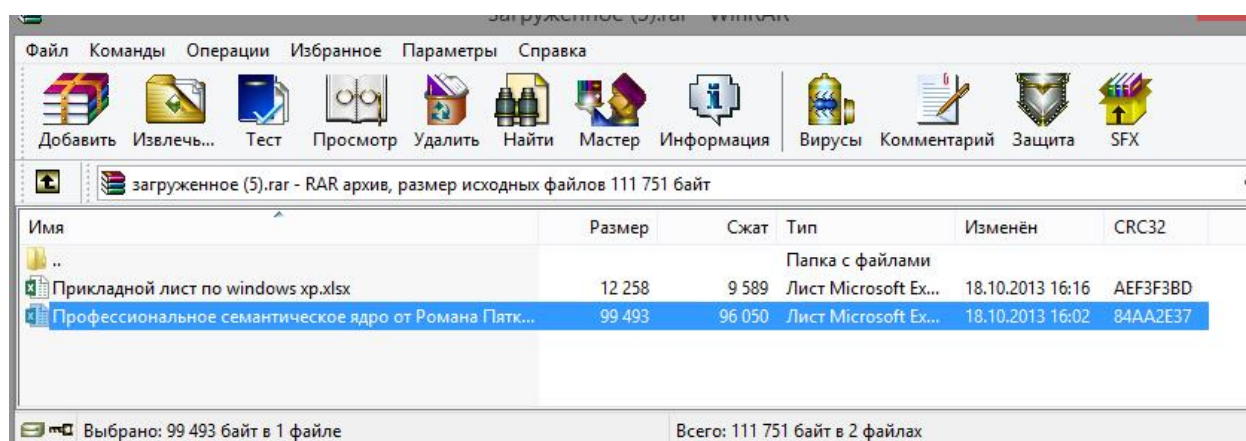 загруженное (5).rar - WinRAR
Файл Команды Операции Избранное Параметры Справка
Добавить Извлечь... Тест Просмотр Удалить Найти Мастер Информация Вирусы Комментарий Защита SFX
загруженное (5).rar - RAR архив, размер исходных файлов 111 751 байт
Имя Размер Сжат Тип Изменён CRC32
.. Папка с файлами
Прикладной лист по windows xp.xlsx 12 258 9 589 Лист Microsoft Ex... 18.10.2013 16:16 AEF3F3BD
Профессиональное семантическое ядро от Романа Пятк... 99 493 96 050 Лист Microsoft Ex... 18.10.2013 16:02 84AA2E37
Выбрано: 99 493 байт в 1 файле Всего: 111 751 байт в 2 файлах